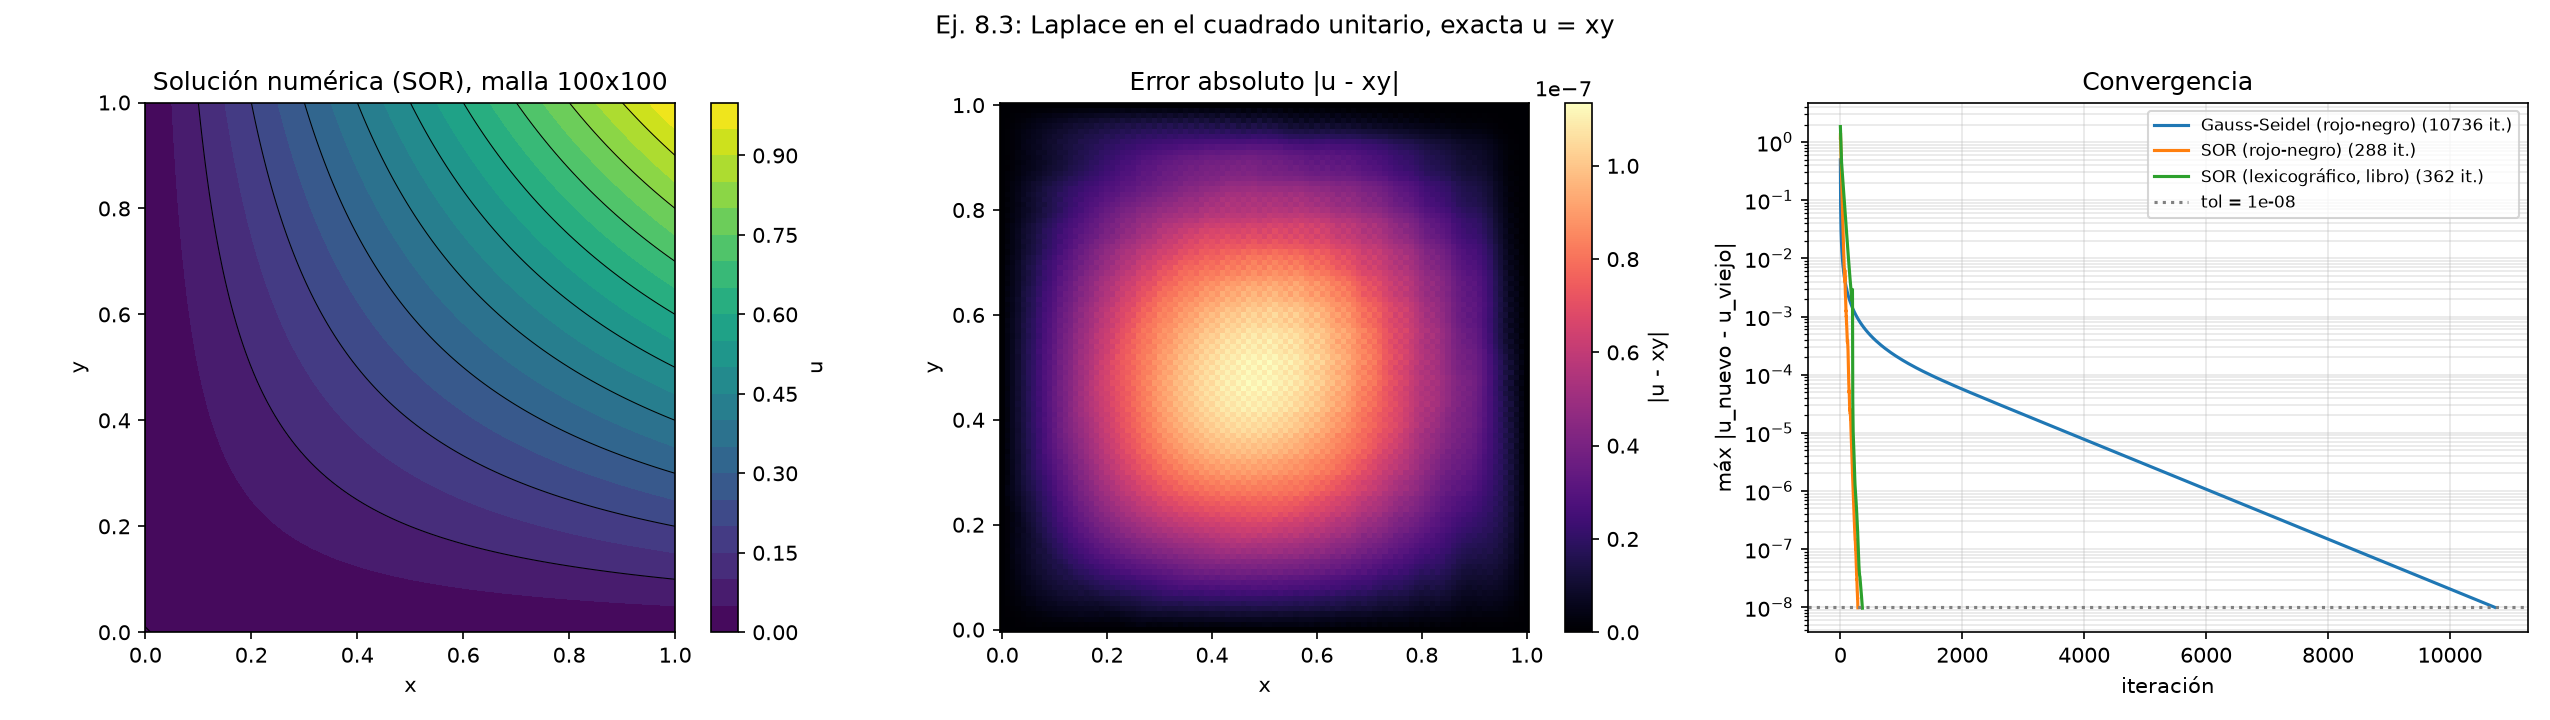 Ej. 8.3: Laplace en el cuadrado unitario, exacta u = xy
Solución numérica (SOR), malla 100x100
1.0
0.8
0.6
0.4
0.2
0.0
y
0.0 0.2 0.4 0.6 0.8 1.0
x
0.90
0.75
0.60
0.45
0.30
0.15
0.00
u
Error absoluto |u - xy|
1e−7
1.0
0.8
0.6
0.4
0.2
0.0
y
0.0 0.2 0.4 0.6 0.8 1.0
x
1.0
0.8
0.6
0.4
0.2
0.0
|u - xy|
Convergencia
Gauss-Seidel (rojo-negro) (10736 it.)
SOR (rojo-negro) (288 it.)
SOR (lexicográfico, libro) (362 it.)
tol = 1e-08
10⁰
10⁻¹
10⁻²
10⁻³
10⁻⁴
10⁻⁵
10⁻⁶
10⁻⁷
10⁻⁸
máx |u_nuevo - u_viejo|
0 2000 4000 6000 8000 10000
iteración